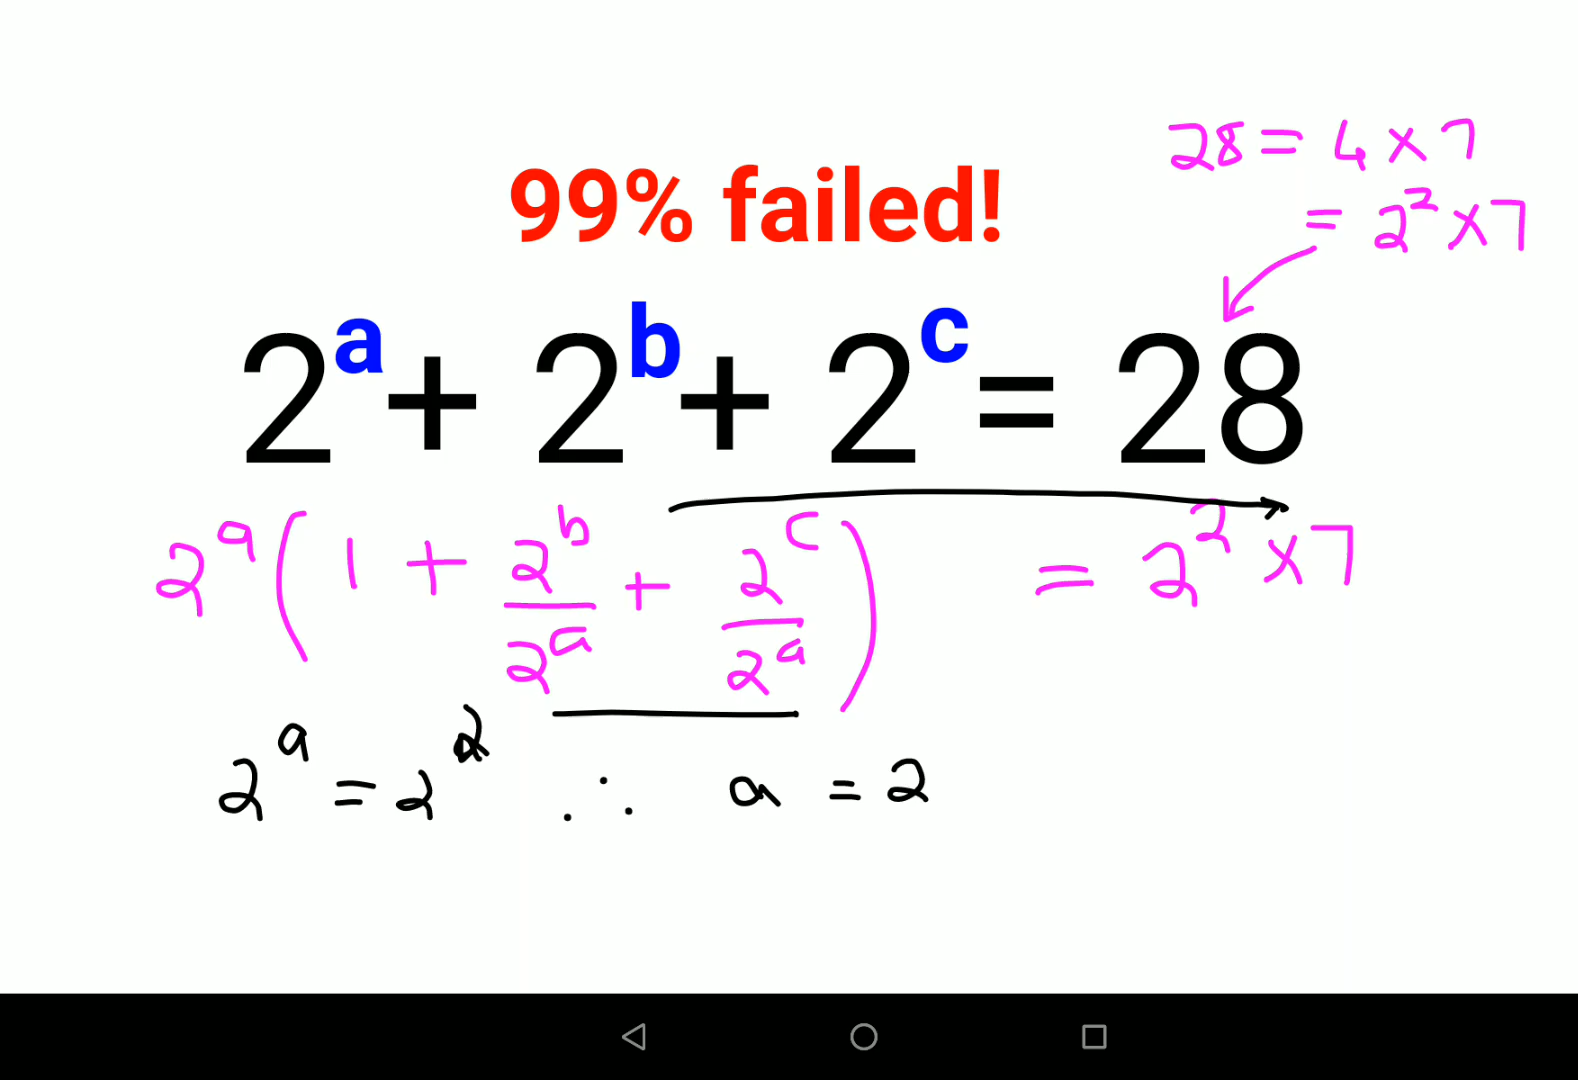 28 = 4 × 7
= 2² × 7
99% failed!
2ᵃ + 2ᵇ + 2ᶜ = 28
2ᵃ (1 + 2ᵇ/2ᵃ + 2ᶜ/2ᵃ) = 2² × 7
2ᵃ = 2² ∴ a = 2